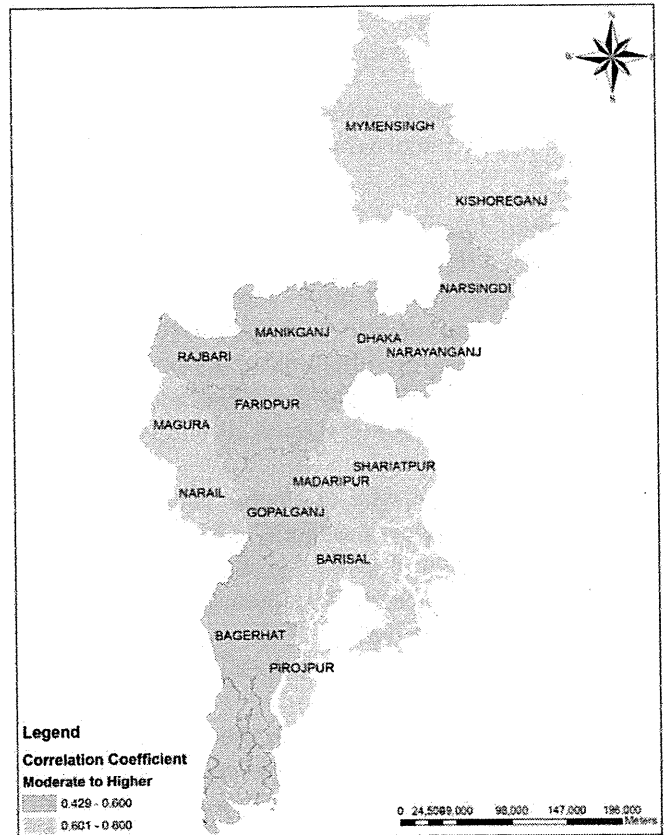 N
W
E
S
MYMENSINGH
KISHOREGANJ
NARSINGDI
MANIKGANJ
DHAKA
RAJBARI
NARAYANGANJ
FARIDPUR
MAGURA
SHARIATPUR
MADARIPUR
NARAIL
GOPALGANJ
BARISAL
BAGERHAT
PIROJPUR
Legend
Correlation Coefficient
Moderate to Higher
0.429 - 0.600
0.601 - 0.800
0 24,50049,000 98,000 147,000 196,000
Meters